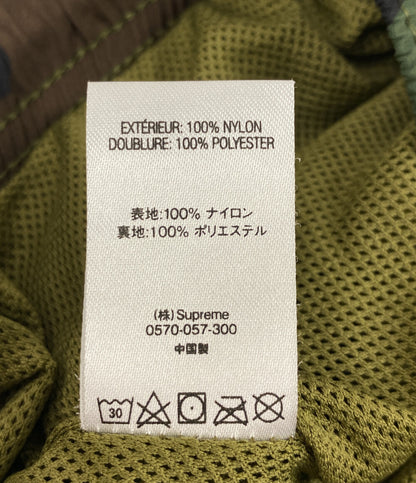 EXTÉRIEUR: 100% NYLON
DOUBLURE: 100% POLYESTER
表地:100% ナイロン
裏地:100% ポリエステル
(株) Supreme
0570-057-300
中国製
30